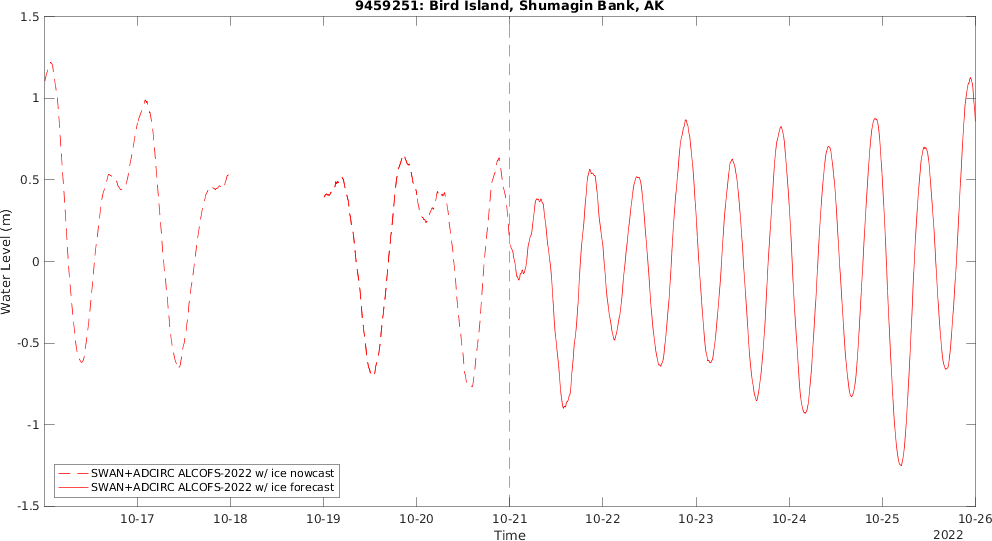 9459251: Bird Island, Shumagin Bank, AK
1.5
1
0.5
0
-0.5
-1
-1.5
Water Level (m)
SWAN+ADCIRC ALCOFS-2022 w/ ice nowcast
SWAN+ADCIRC ALCOFS-2022 w/ ice forecast
10-17 10-18 10-19 10-20 10-21 10-22 10-23 10-24 10-25 10-26
Time
2022